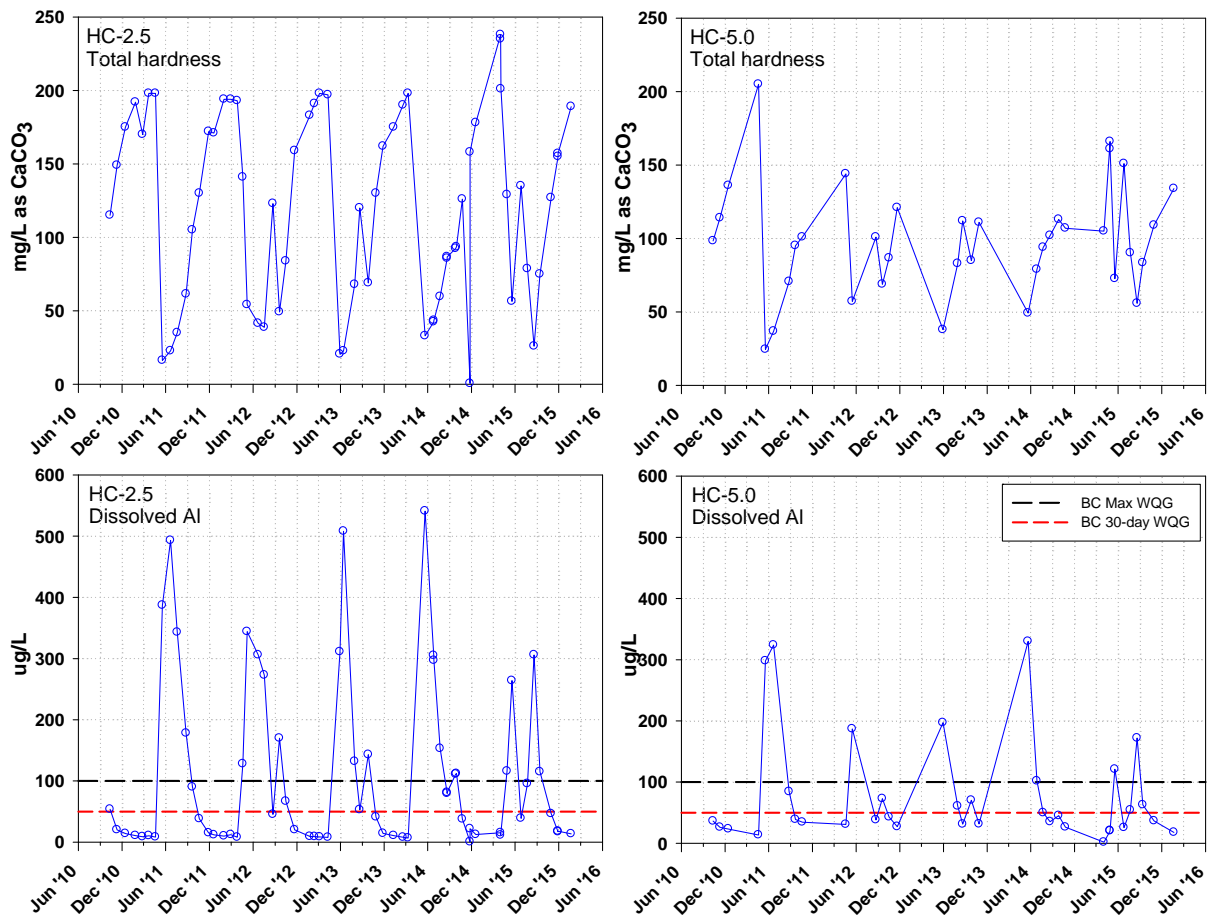 HC-2.5
Total hardness
mg/L as CaCO3
250
200
150
100
50
0
Jun '10
Dec '10
Jun '11
Dec '11
Jun '12
Dec '12
Jun '13
Dec '13
Jun '14
Dec '14
Jun '15
Dec '15
Jun '16
HC-5.0
Total hardness
mg/L as CaCO3
250
200
150
100
50
0
Jun '10
Dec '10
Jun '11
Dec '11
Jun '12
Dec '12
Jun '13
Dec '13
Jun '14
Dec '14
Jun '15
Dec '15
Jun '16
HC-2.5
Dissolved Al
ug/L
600
500
400
300
200
100
0
Jun '10
Dec '10
Jun '11
Dec '11
Jun '12
Dec '12
Jun '13
Dec '13
Jun '14
Dec '14
Jun '15
Dec '15
Jun '16
HC-5.0
Dissolved Al
BC Max WQG
BC 30-day WQG
ug/L
600
500
400
300
200
100
0
Jun '10
Dec '10
Jun '11
Dec '11
Jun '12
Dec '12
Jun '13
Dec '13
Jun '14
Dec '14
Jun '15
Dec '15
Jun '16